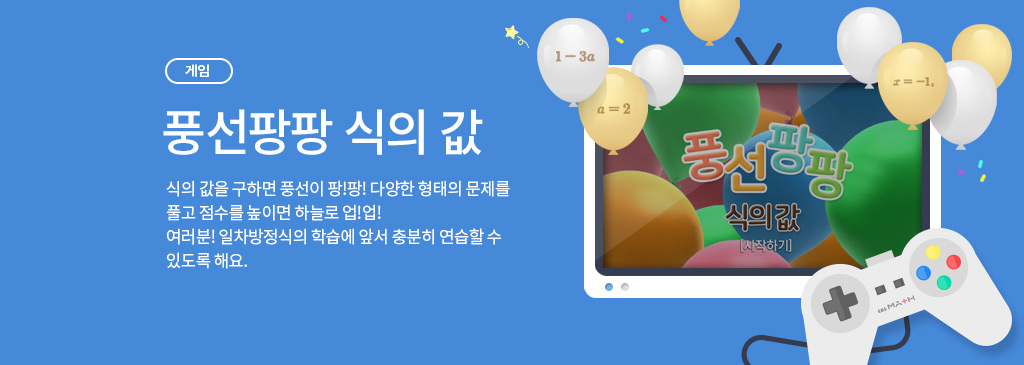 게임
풍선팡팡 식의 값
식의 값을 구하면 풍선이 팡!팡! 다양한 형태의 문제를
풀고 점수를 높이면 하늘로 업!업!
여러분! 일차방정식의 학습에 앞서 충분히 연습할 수
있도록 해요.
1 − 3a
a = 2
x = −1,
풍선팡팡
식의 값
[시작하기]
EBS MATH